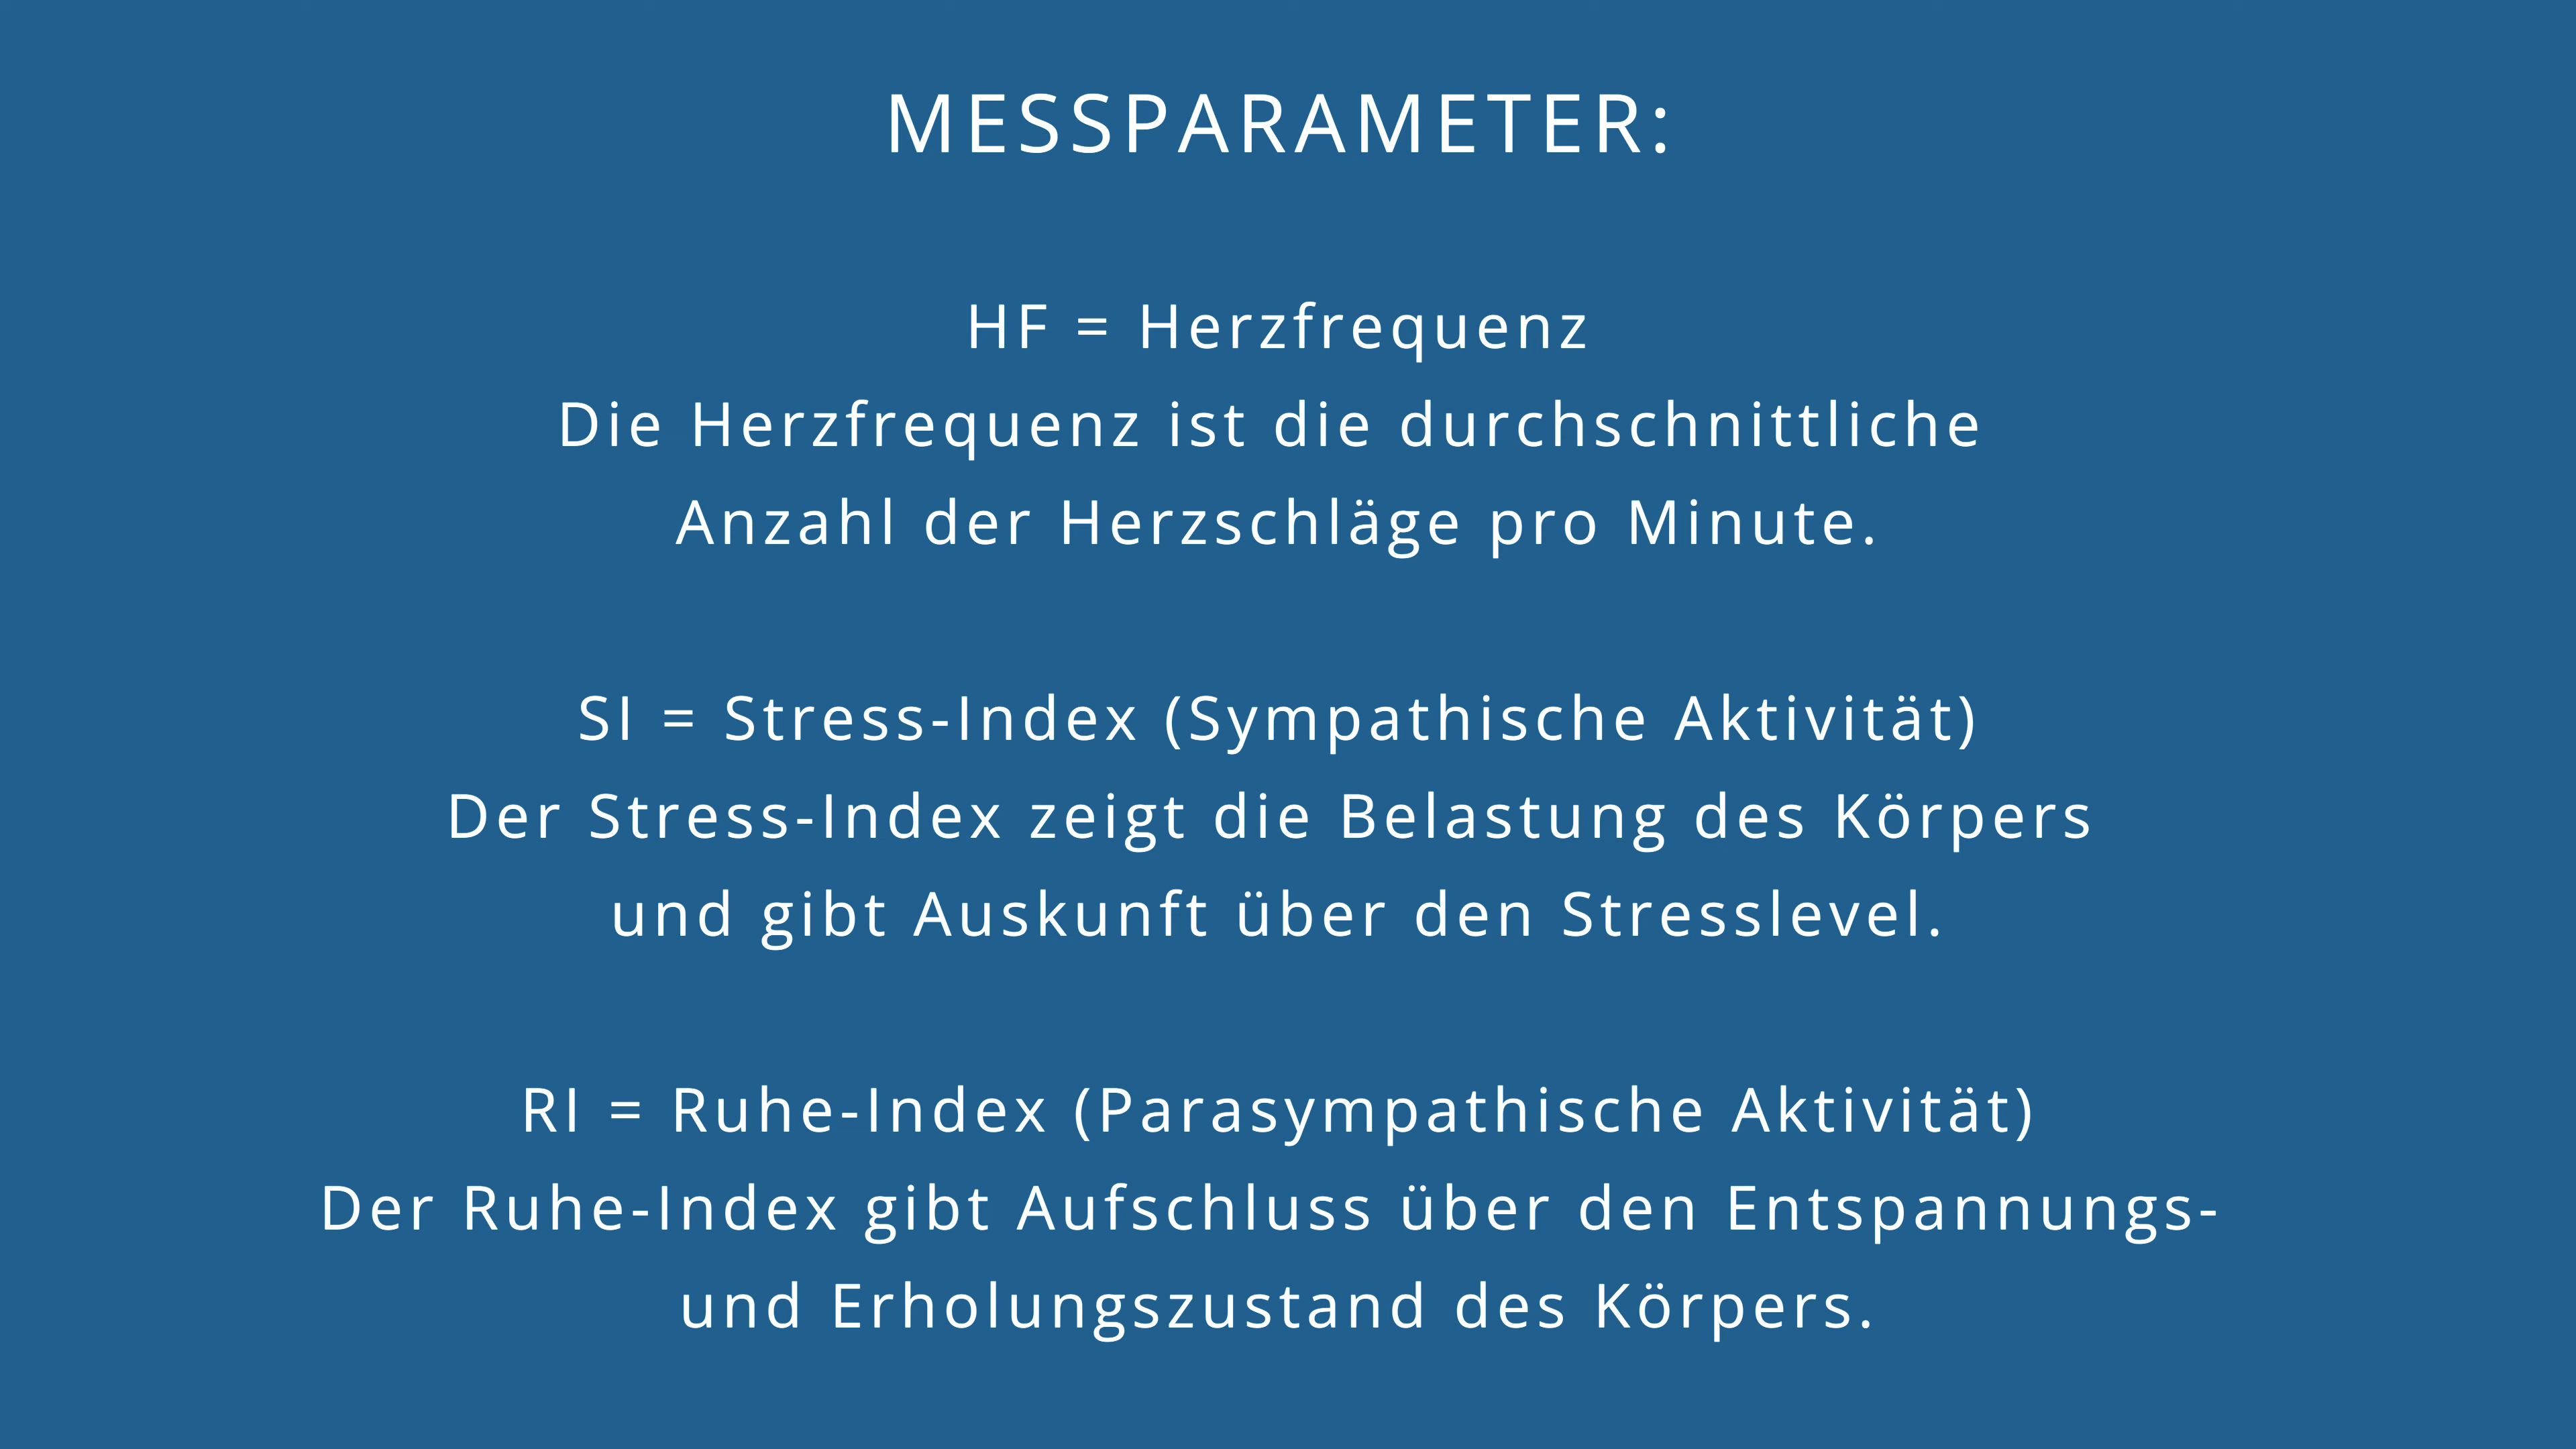 MESSPARAMETER:
HF = Herzfrequenz
Die Herzfrequenz ist die durchschnittliche
Anzahl der Herzschläge pro Minute.
SI = Stress-Index (Sympathische Aktivität)
Der Stress-Index zeigt die Belastung des Körpers
und gibt Auskunft über den Stresslevel.
RI = Ruhe-Index (Parasympathische Aktivität)
Der Ruhe-Index gibt Aufschluss über den Entspannungs-
und Erholungszustand des Körpers.